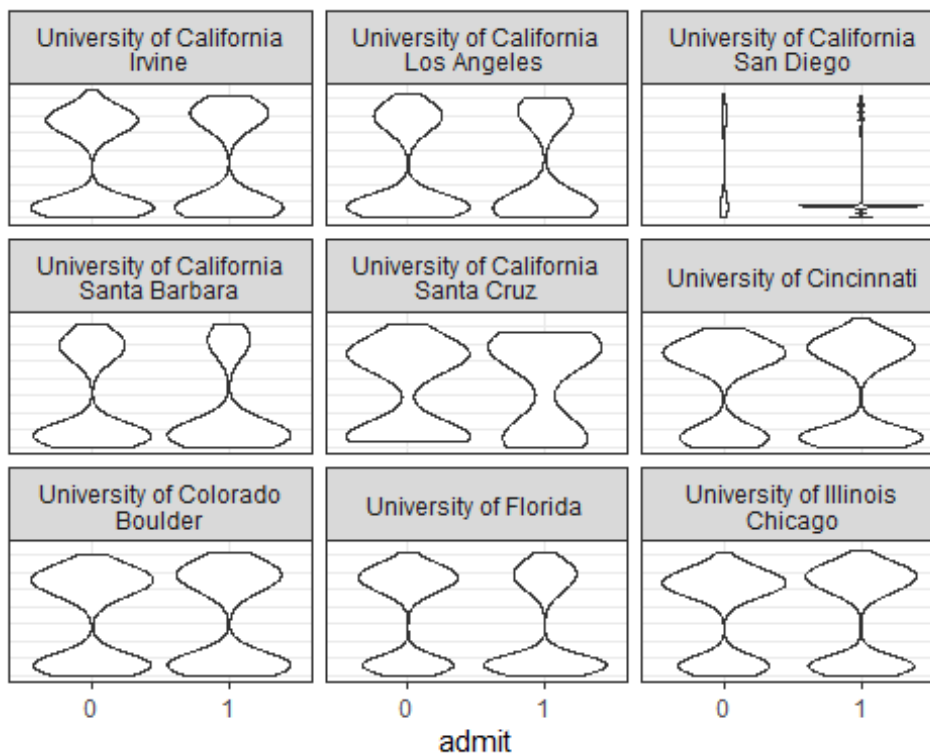 University of California
Irvine
University of California
Los Angeles
University of California
San Diego
University of California
Santa Barbara
University of California
Santa Cruz
University of Cincinnati
University of Colorado
Boulder
University of Florida
University of Illinois
Chicago
0 1
0 1
0 1
admit